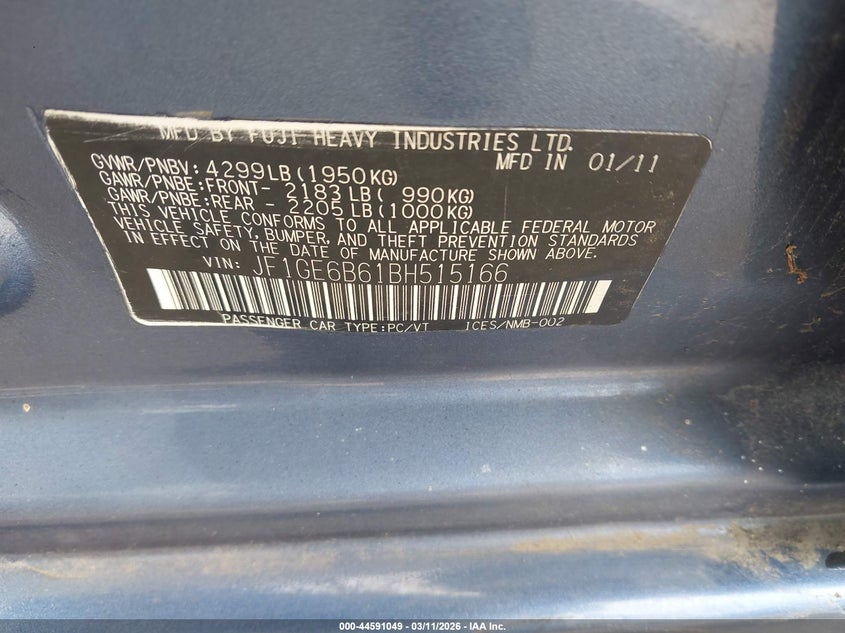 MFD BY FUJI HEAVY INDUSTRIES LTD.
MFD IN 01/11
GVWR/PNBV: 4299LB(1950KG)
GAWR/PNBE:FRONT- 2183LB( 990KG)
GAWR/PNBE:REAR - 2205LB(1000KG)
THIS VEHICLE CONFORMS TO ALL APPLICABLE FEDERAL MOTOR
VEHICLE SAFETY, BUMPER, AND THEFT PREVENTION STANDARDS
IN EFFECT ON THE DATE OF MANUFACTURE SHOWN ABOVE.
VIN: JF1GE6B61BH515166
PASSENGER CAR TYPE:PC/VT ICES/NMB-002
000-44591049 - 03/11/2026 - IAA Inc.